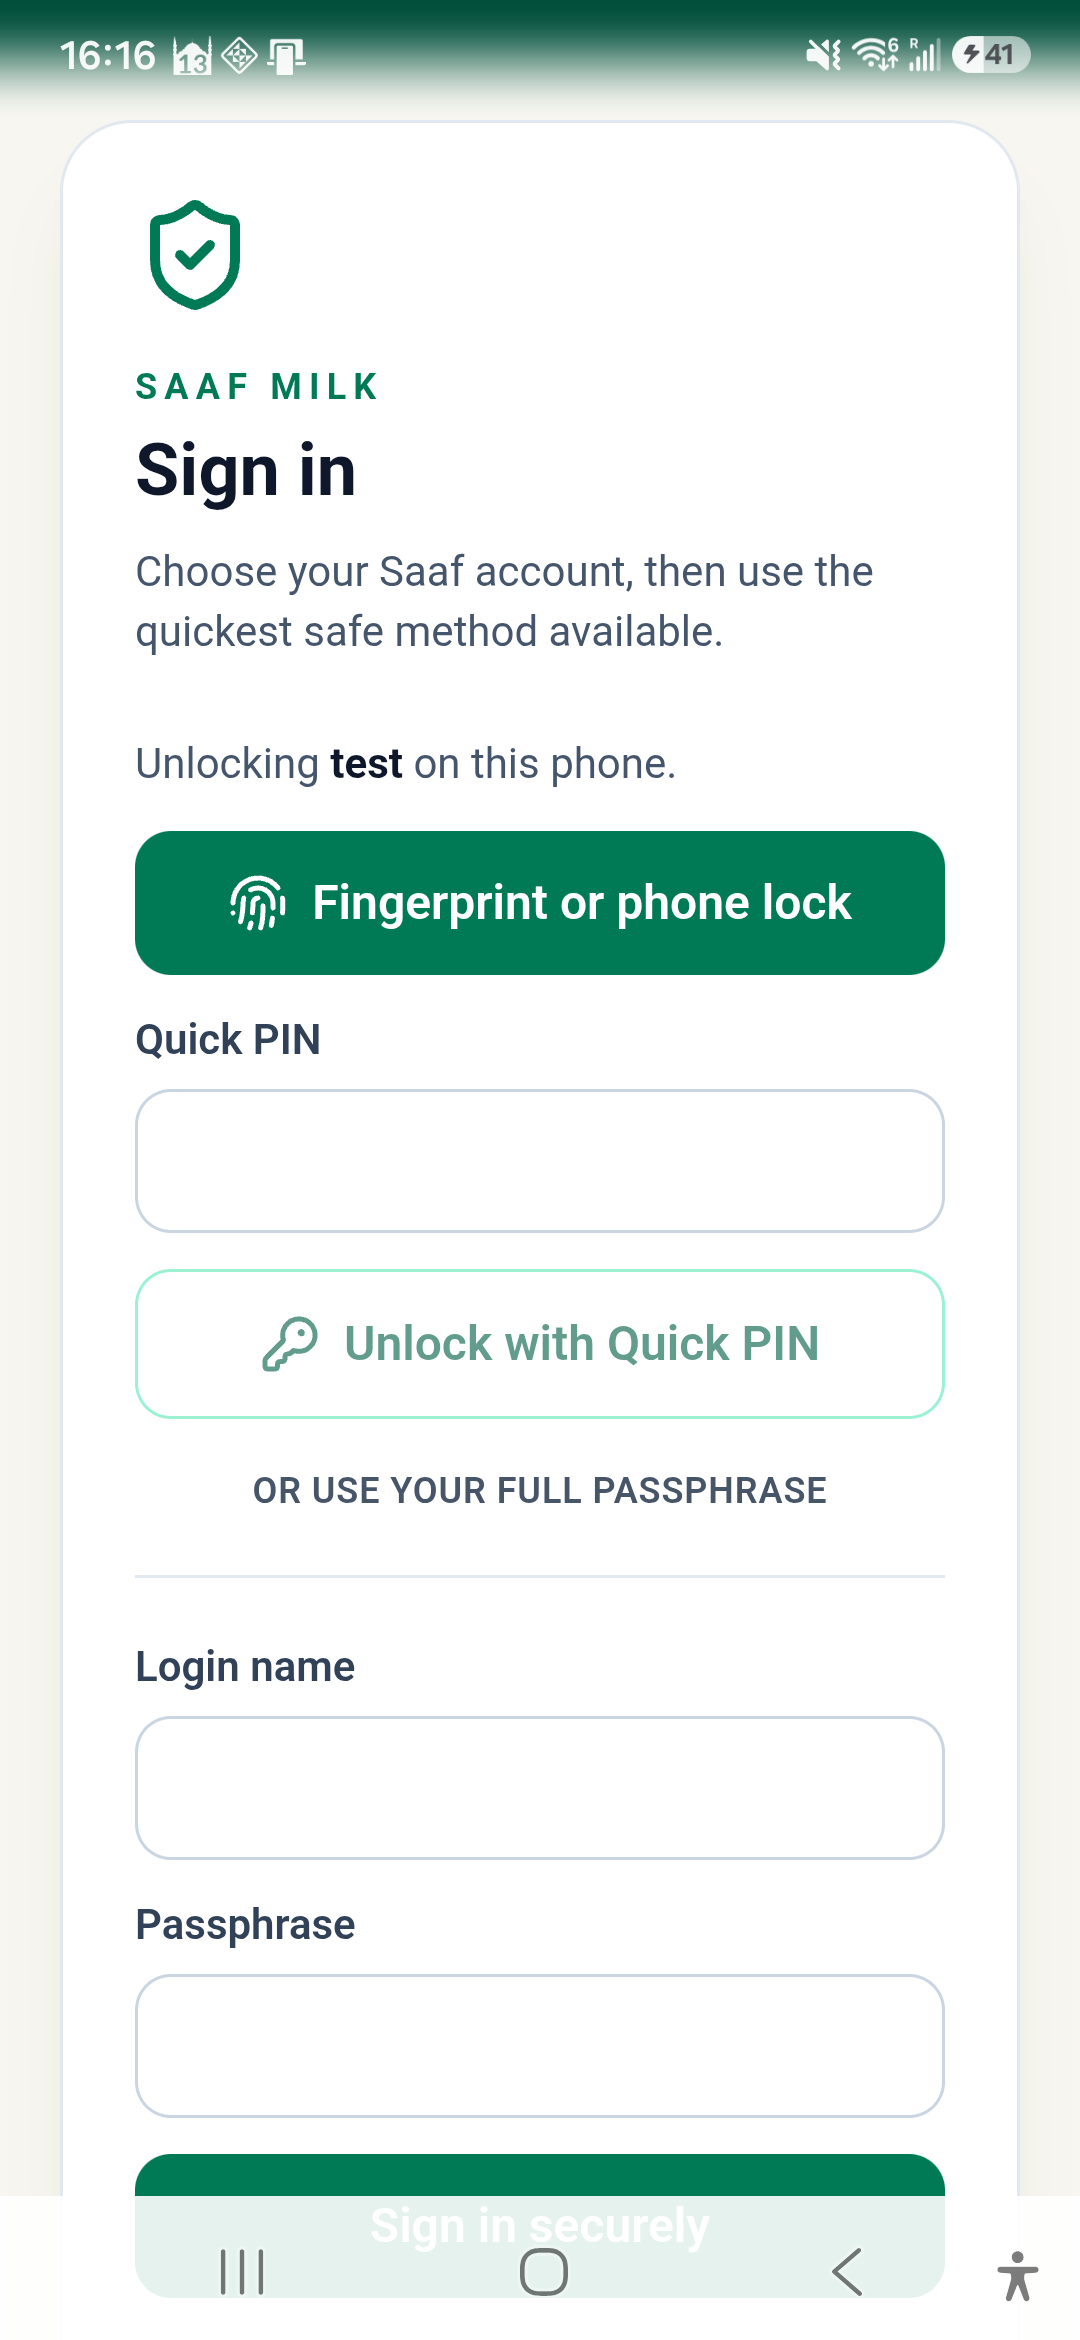 16:16
13
6
R
41
SAAF MILK
Sign in
Choose your Saaf account, then use the
quickest safe method available.
Unlocking test on this phone.
Fingerprint or phone lock
Quick PIN
Unlock with Quick PIN
OR USE YOUR FULL PASSPHRASE
Login name
Passphrase
Sign in securely